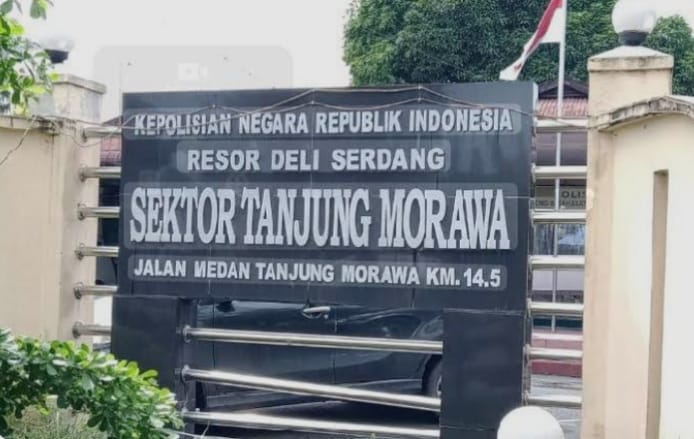 KEPOLISIAN NEGARA REPUBLIK INDONESIA
RESOR DELI SERDANG
SEKTOR TANJUNG MORAWA
JALAN MEDAN TANJUNG MORAWA KM. 14.5